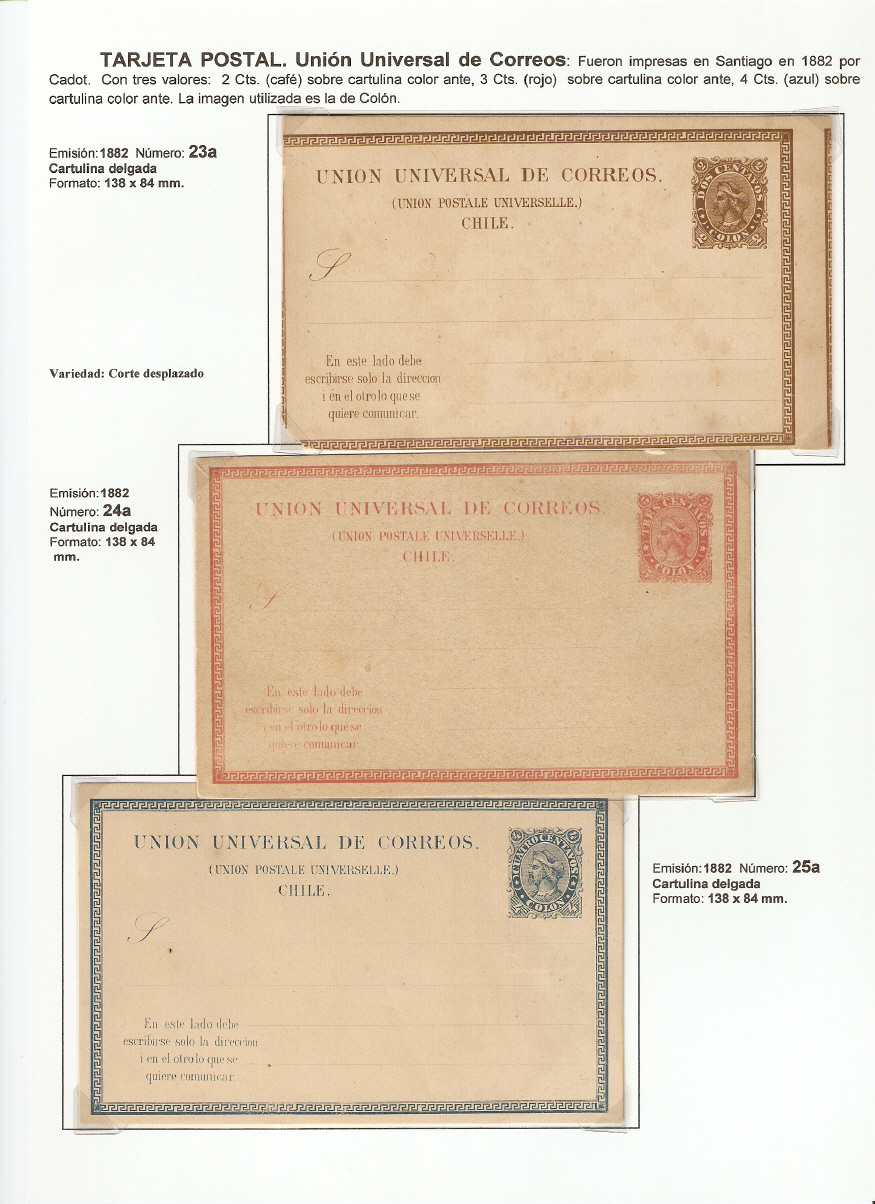 TARJETA POSTAL. Unión Universal de Correos: Fueron impresas en Santiago en 1882 por
Cadot. Con tres valores: 2 Cts. (café) sobre cartulina color ante, 3 Cts. (rojo) sobre cartulina color ante, 4 Cts. (azul) sobre
cartulina color ante. La imagen utilizada es la de Colón.
Emisión:1882 Número: 23a
Cartulina delgada
Formato: 138 x 84 mm.
Variedad: Corte desplazado
UNION UNIVERSAL DE CORREOS.
(UNION POSTALE UNIVERSELLE.)
CHILE.
DOS CENTAVOS
COLON
S
En este lado debe
escribirse solo la direccion
i en el otro lo que se
quiere comunicar.
Emisión:1882
Número: 24a
Cartulina delgada
Formato: 138 x 84
mm.
UNION UNIVERSAL DE CORREOS.
(UNION POSTALE UNIVERSELLE.)
CHILE.
TRES CENTAVOS
COLON
S
En este lado debe
escribirse solo la direccion
i en el otro lo que se
quiere comunicar
UNION UNIVERSAL DE CORREOS.
(UNION POSTALE UNIVERSELLE.)
CHILE.
CUATRO CENTAVOS
COLON
S
En este lado debe
escribirse solo la direccion
i en el otro lo que se
quiere comunicar.
Emisión:1882 Número: 25a
Cartulina delgada
Formato: 138 x 84 mm.